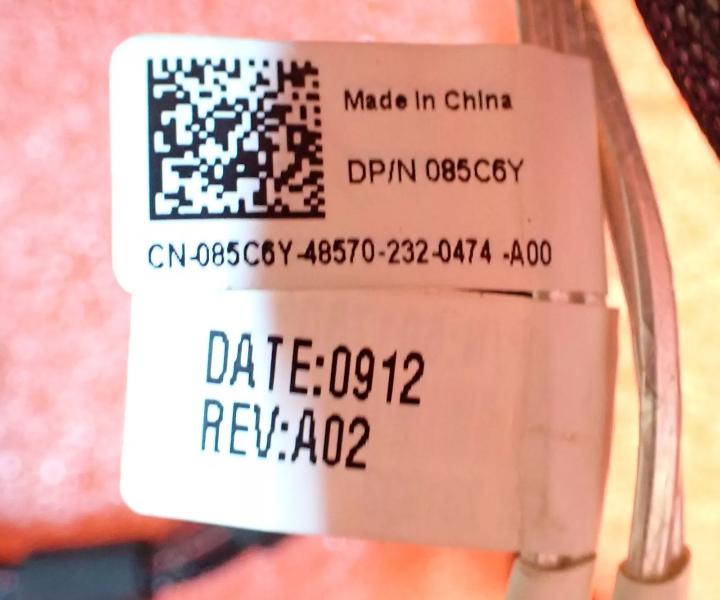 Made In China
DP/N 085C6Y
CN-085C6Y-48570-232-0474 -A00
DATE:0912
REV:A02